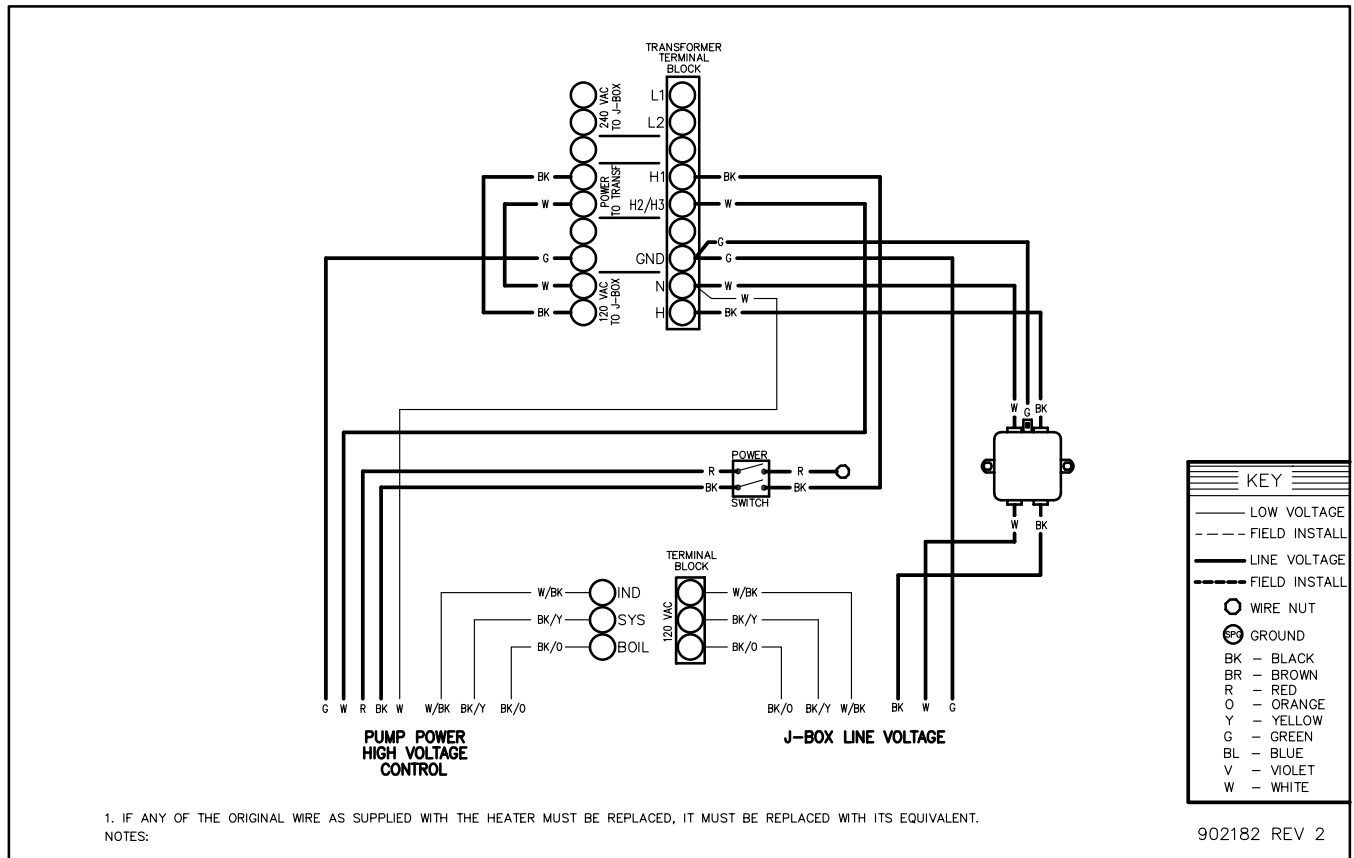 TRANSFORMER
TERMINAL
BLOCK
240 VAC
TO J-BOX
L1
L2
POWER
TO TRANSF
BK
H1
BK
W
H2/H3
W
G
G
GND
G
W
120 VAC
TO J-BOX
N
W
W
BK
H
BK
W
G
BK
POWER
R
R
BK
BK
SWITCH
W
BK
TERMINAL
BLOCK
W/BK
IND
120 VAC
W/BK
BK/Y
SYS
BK/Y
BK/O
BOIL
BK/O
G W R BK W W/BK BK/Y BK/O
BK/O BK/Y W/BK BK W G
PUMP POWER
HIGH VOLTAGE
CONTROL
J-BOX LINE VOLTAGE
KEY
LOW VOLTAGE
FIELD INSTALL
LINE VOLTAGE
FIELD INSTALL
WIRE NUT
SPG GROUND
BK - BLACK
BR - BROWN
R - RED
O - ORANGE
Y - YELLOW
G - GREEN
BL - BLUE
V - VIOLET
W - WHITE
1. IF ANY OF THE ORIGINAL WIRE AS SUPPLIED WITH THE HEATER MUST BE REPLACED, IT MUST BE REPLACED WITH ITS EQUIVALENT.
NOTES:
902182 REV 2